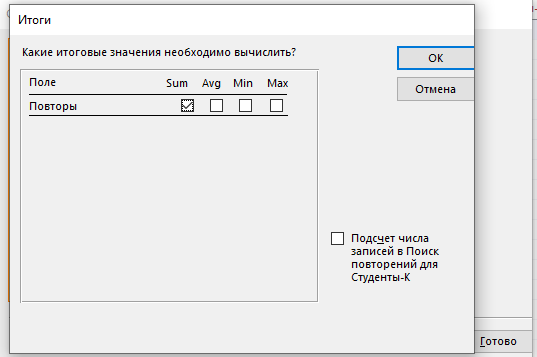 Итоги
Какие итоговые значения необходимо вычислить?
OK
Отмена
Поле Sum Avg Min Max
Повторы
Подсчет числа
записей в Поиск
повторений для
Студенты-К
Готово